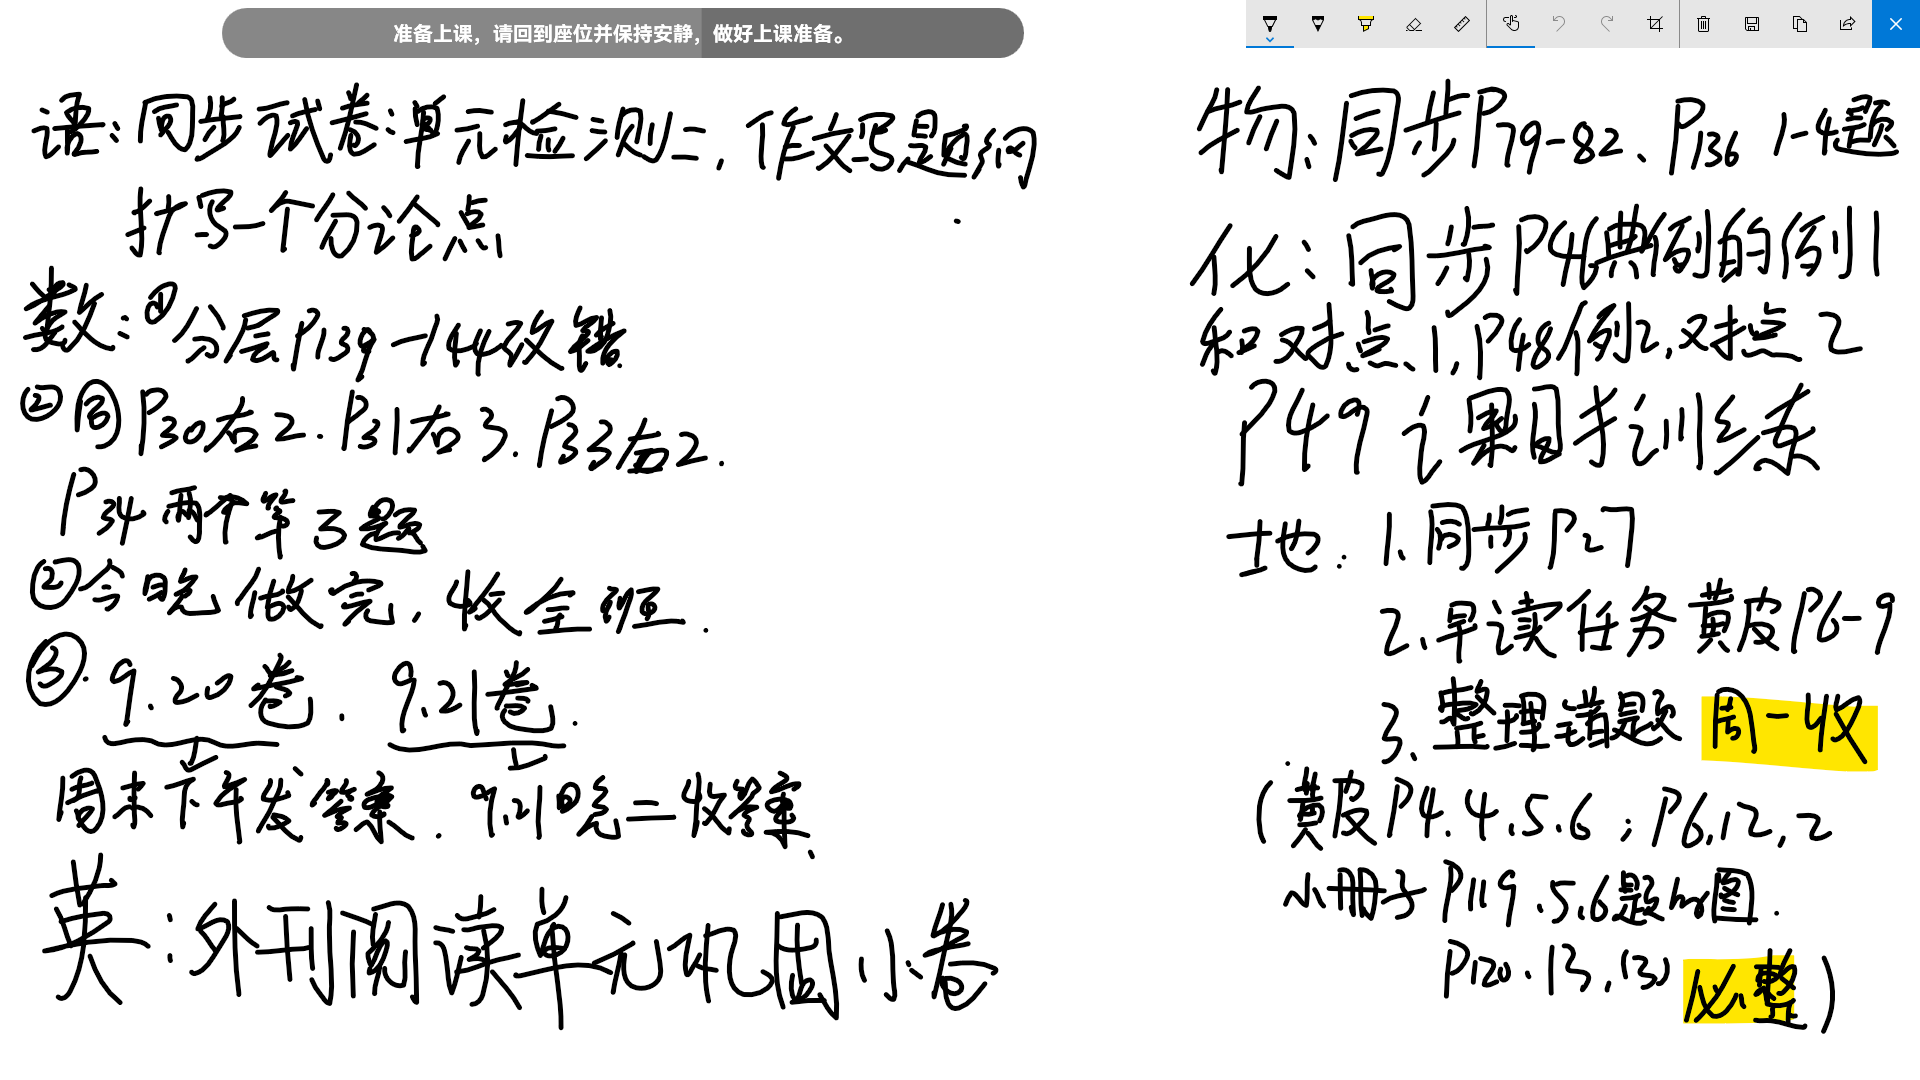 准备上课，请回到座位并保持安静，做好上课准备。
语：同步试卷：单元检测二，作文写题纲
抄写一个分论点
数：①分层P139-144改错.
②同P30右2.P31右3.P33左2.
P34两个第3题
②今日晚做完，收全班.
③.9.20卷.9.21卷.
周末下午发答案.9.21日晚二收答案.
英：外刊阅读单元巩固小卷
物：同步P79-82、P136 1-4题
化：同步P46典例的例1
和对点、1,P48例2,对点2
P49 课时训练
地：1、同步P27
2、早读任务黄皮P6-9
3、整理错题 周一收
(黄皮P4.4.5.6；P6.12,2
小册子P119.5.6题的图.
P120.13,(3) 必整)